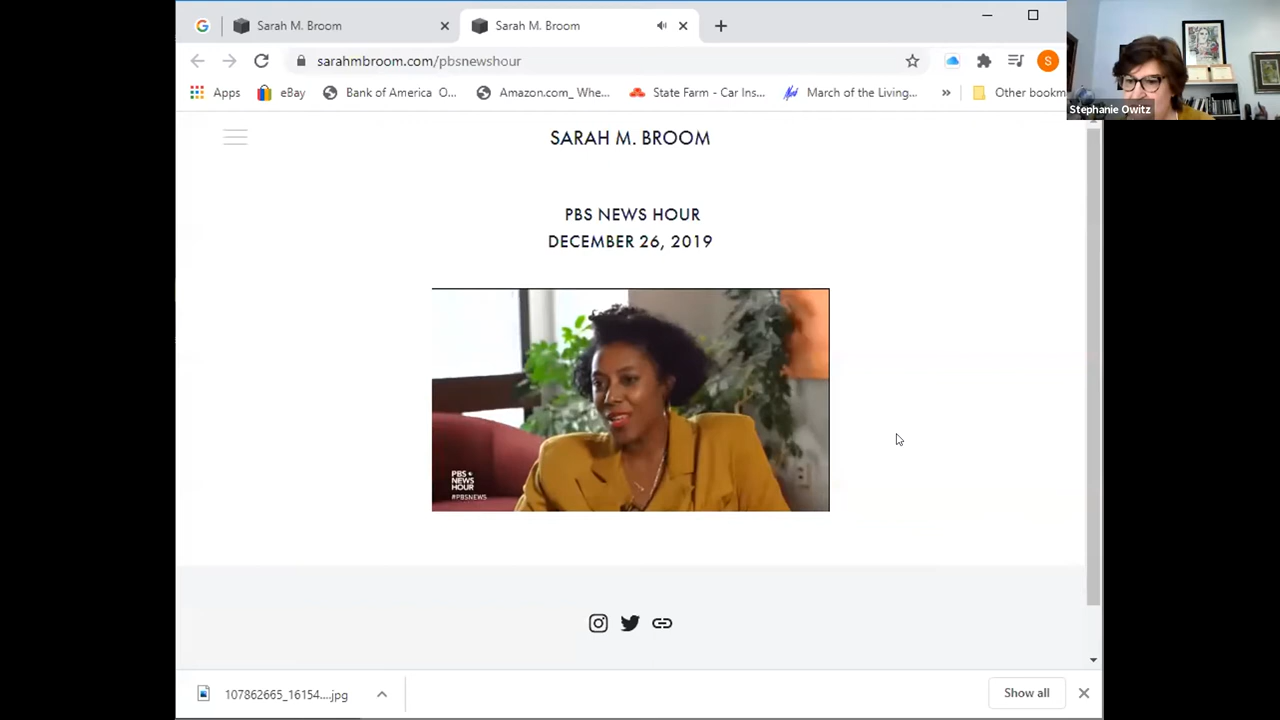 Sarah M. Broom
Sarah M. Broom
sarahmbroom.com/pbsnewshour
S
Apps
eBay
Bank of America O...
Amazon.com_ Whe...
State Farm - Car Ins...
March of the Living...
»
Other bookm
Stephanie Owitz
SARAH M. BROOM
PBS NEWS HOUR
DECEMBER 26, 2019
PBS
NEWS
HOUR
#PBSNEWS
107862665_16154....jpg
Show all